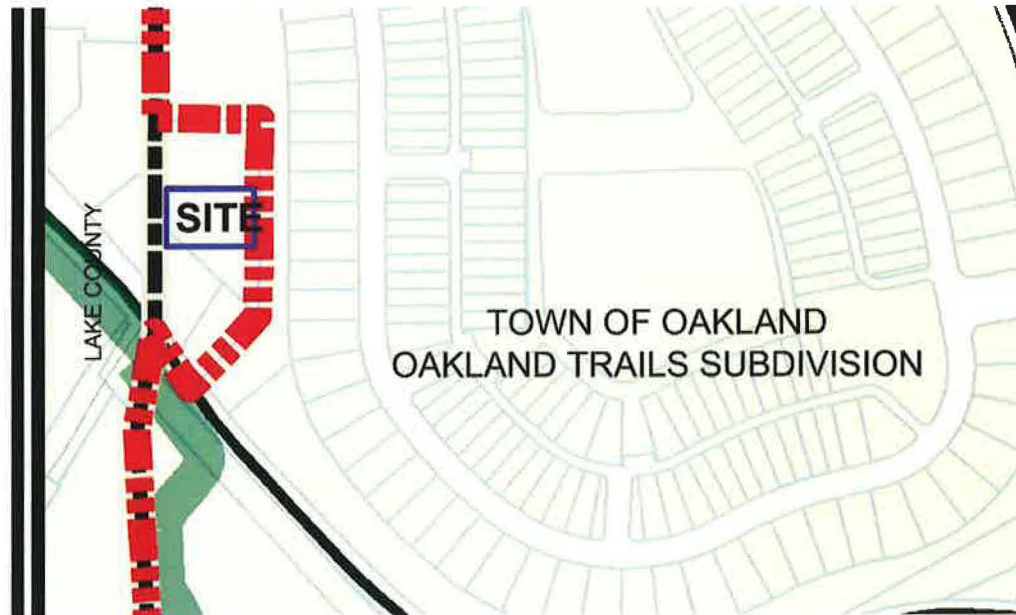 SITE
LAKE COUNTY
TOWN OF OAKLAND
OAKLAND TRAILS SUBDIVISION